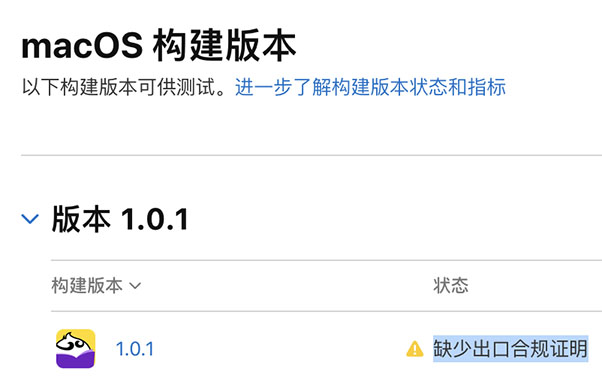 macOS 构建版本
以下构建版本可供测试。进一步了解构建版本状态和指标
版本 1.0.1
构建版本 状态
1.0.1 缺少出口合规证明